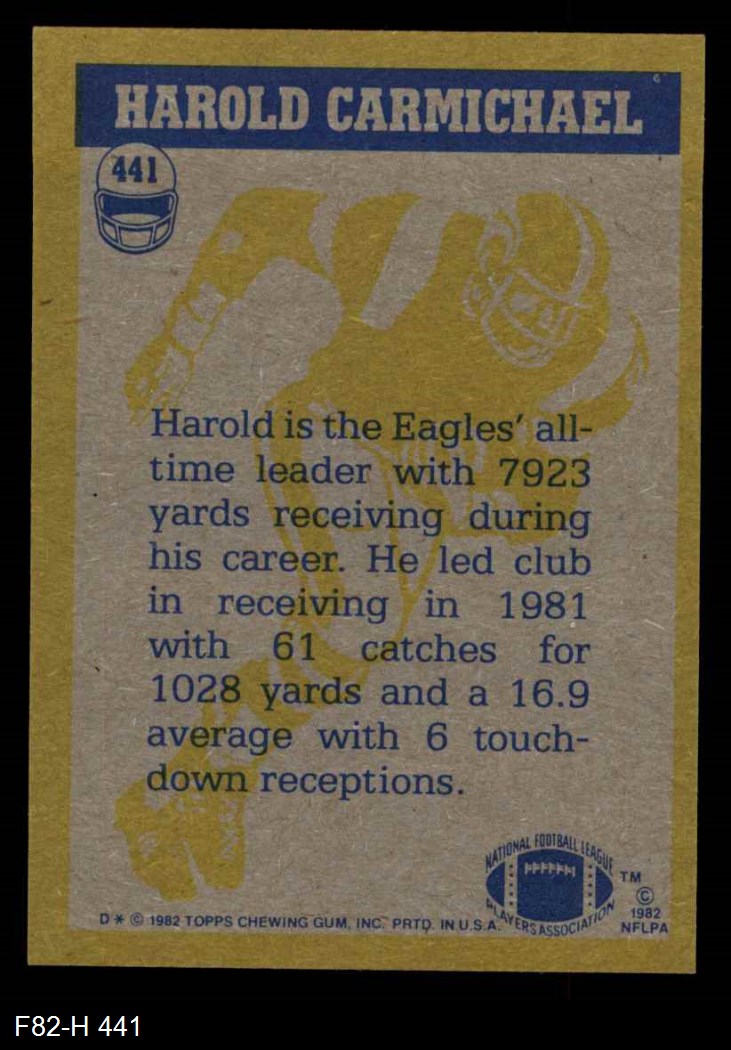 HAROLD CARMICHAEL
441
Harold is the Eagles' all-
time leader with 7923
yards receiving during
his career. He led club
in receiving in 1981
with 61 catches for
1028 yards and a 16.9
average with 6 touch-
down receptions.
NATIONAL FOOTBALL LEAGUE
PLAYERS ASSOCIATION
TM
©
1982
NFLPA
D * © 1982 TOPPS CHEWING GUM, INC. PRTD. IN U.S.A.
F82-H 441